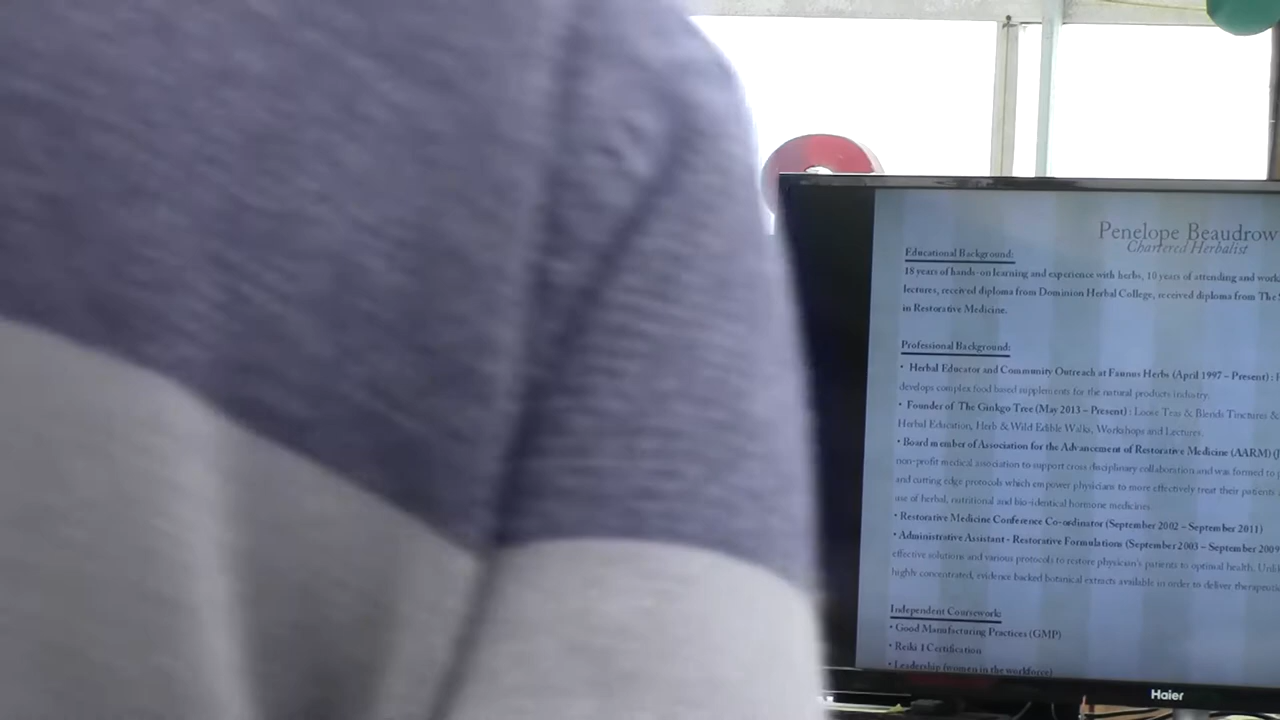 Penelope Beaudrow
Chartered Herbalist
Educational Background:
18 years of hands-on learning and experience with herbs, 10 years of attending and work
lectures, received diploma from Dominion Herbal College, received diploma from The
in Restorative Medicine.
Professional Background:
• Herbal Educator and Community Outreach at Faunus Herbs (April 1997 – Present) :
develops complex food based supplements for the natural products industry.
• Founder of The Ginkgo Tree (May 2013 – Present) : Loose Teas & Blends Tinctures &
Herbal Education, Herb & Wild Edible Walks, Workshops and Lectures.
• Board member of Association for the Advancement of Restorative Medicine (AARM)
non-profit medical association to support cross disciplinary collaboration and was formed to
and cutting edge protocols which empower physicians to more effectively treat their patients
use of herbal, nutritional and bio-identical hormone medicines.
• Restorative Medicine Conference Co-ordinator (September 2002 – September 2011)
• Administrative Assistant - Restorative Formulations (September 2003 – September 2009
effective solutions and various protocols to restore physician's patients to optimal health. Unli
highly concentrated, evidence backed botanical extracts available in order to deliver therapeuti
Independent Coursework:
• Good Manufacturing Practices (GMP)
• Reiki 1 Certification
• Leadership (women in the workforce)
Haier